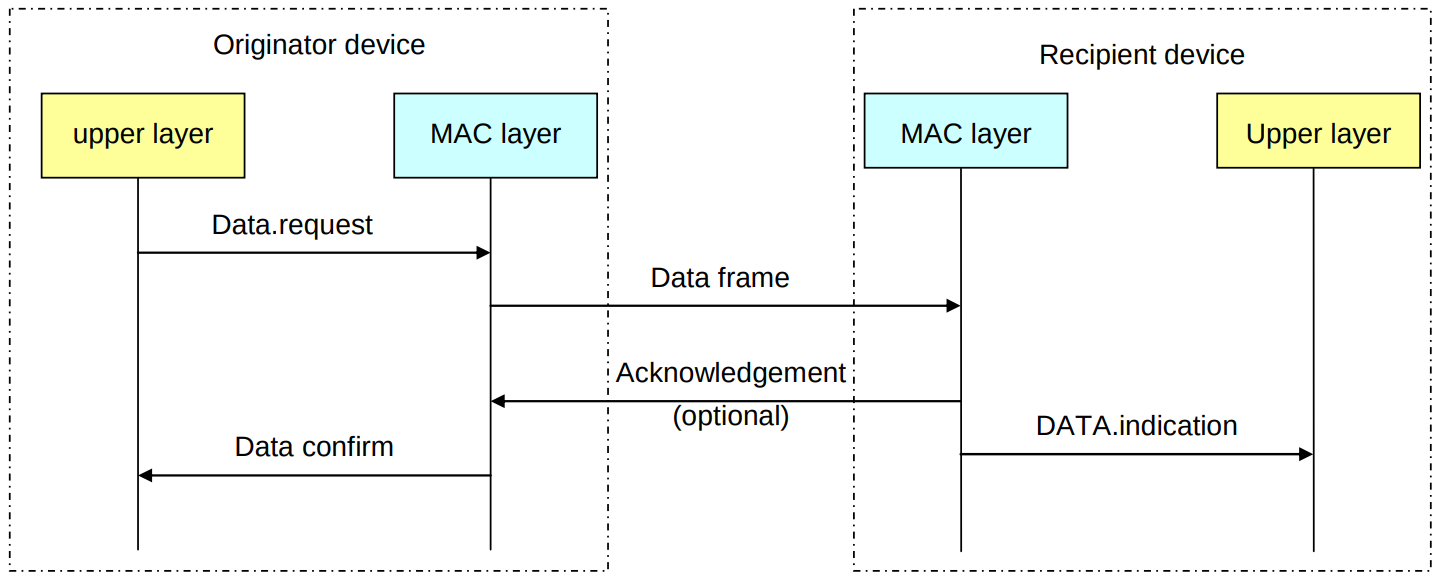 Originator device
Recipient device
upper layer
MAC layer
MAC layer
Upper layer
Data.request
Data frame
Acknowledgement
(optional)
DATA.indication
Data confirm